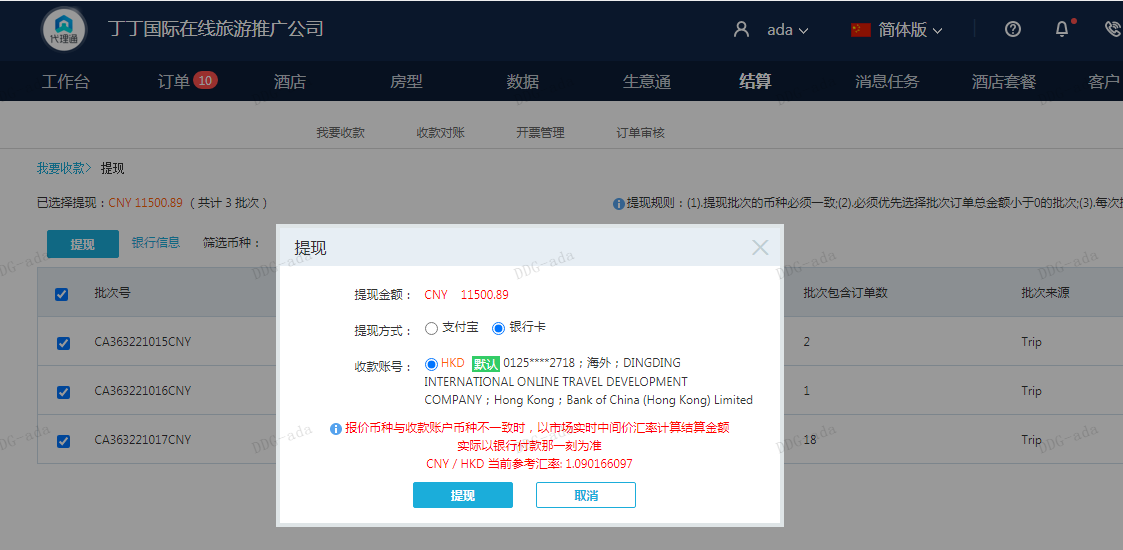 代理通 丁丁国际在线旅游推广公司 ada 简体版
工作台 订单 10 酒店 房型 数据 生意通 结算 消息任务 酒店套餐 客户
我要收款 收款对账 开票管理 订单审核
我要收款> 提现
已选择提现：CNY 11500.89 （ 共计 3 批次 ）
提现规则：(1).提现批次的币种必须一致;(2).必须优先选择批次订单总金额小于0的批次;(3).每次
提现 银行信息 筛选币种：
提现
批次号 批次包含订单数 批次来源
提现金额： CNY 11500.89
提现方式： 支付宝 银行卡
CA363221015CNY 2 Trip
收款账号： HKD 默认 0125****2718；海外；DINGDING
INTERNATIONAL ONLINE TRAVEL DEVELOPMENT
COMPANY；Hong Kong；Bank of China (Hong Kong) Limited
CA363221016CNY 1 Trip
报价币种与收款账户币种不一致时，以市场实时中间价汇率计算结算金额
实际以银行付款那一刻为准
CNY / HKD 当前参考汇率: 1.090166097
CA363221017CNY 18 Trip
提现 取消
DDG-ada